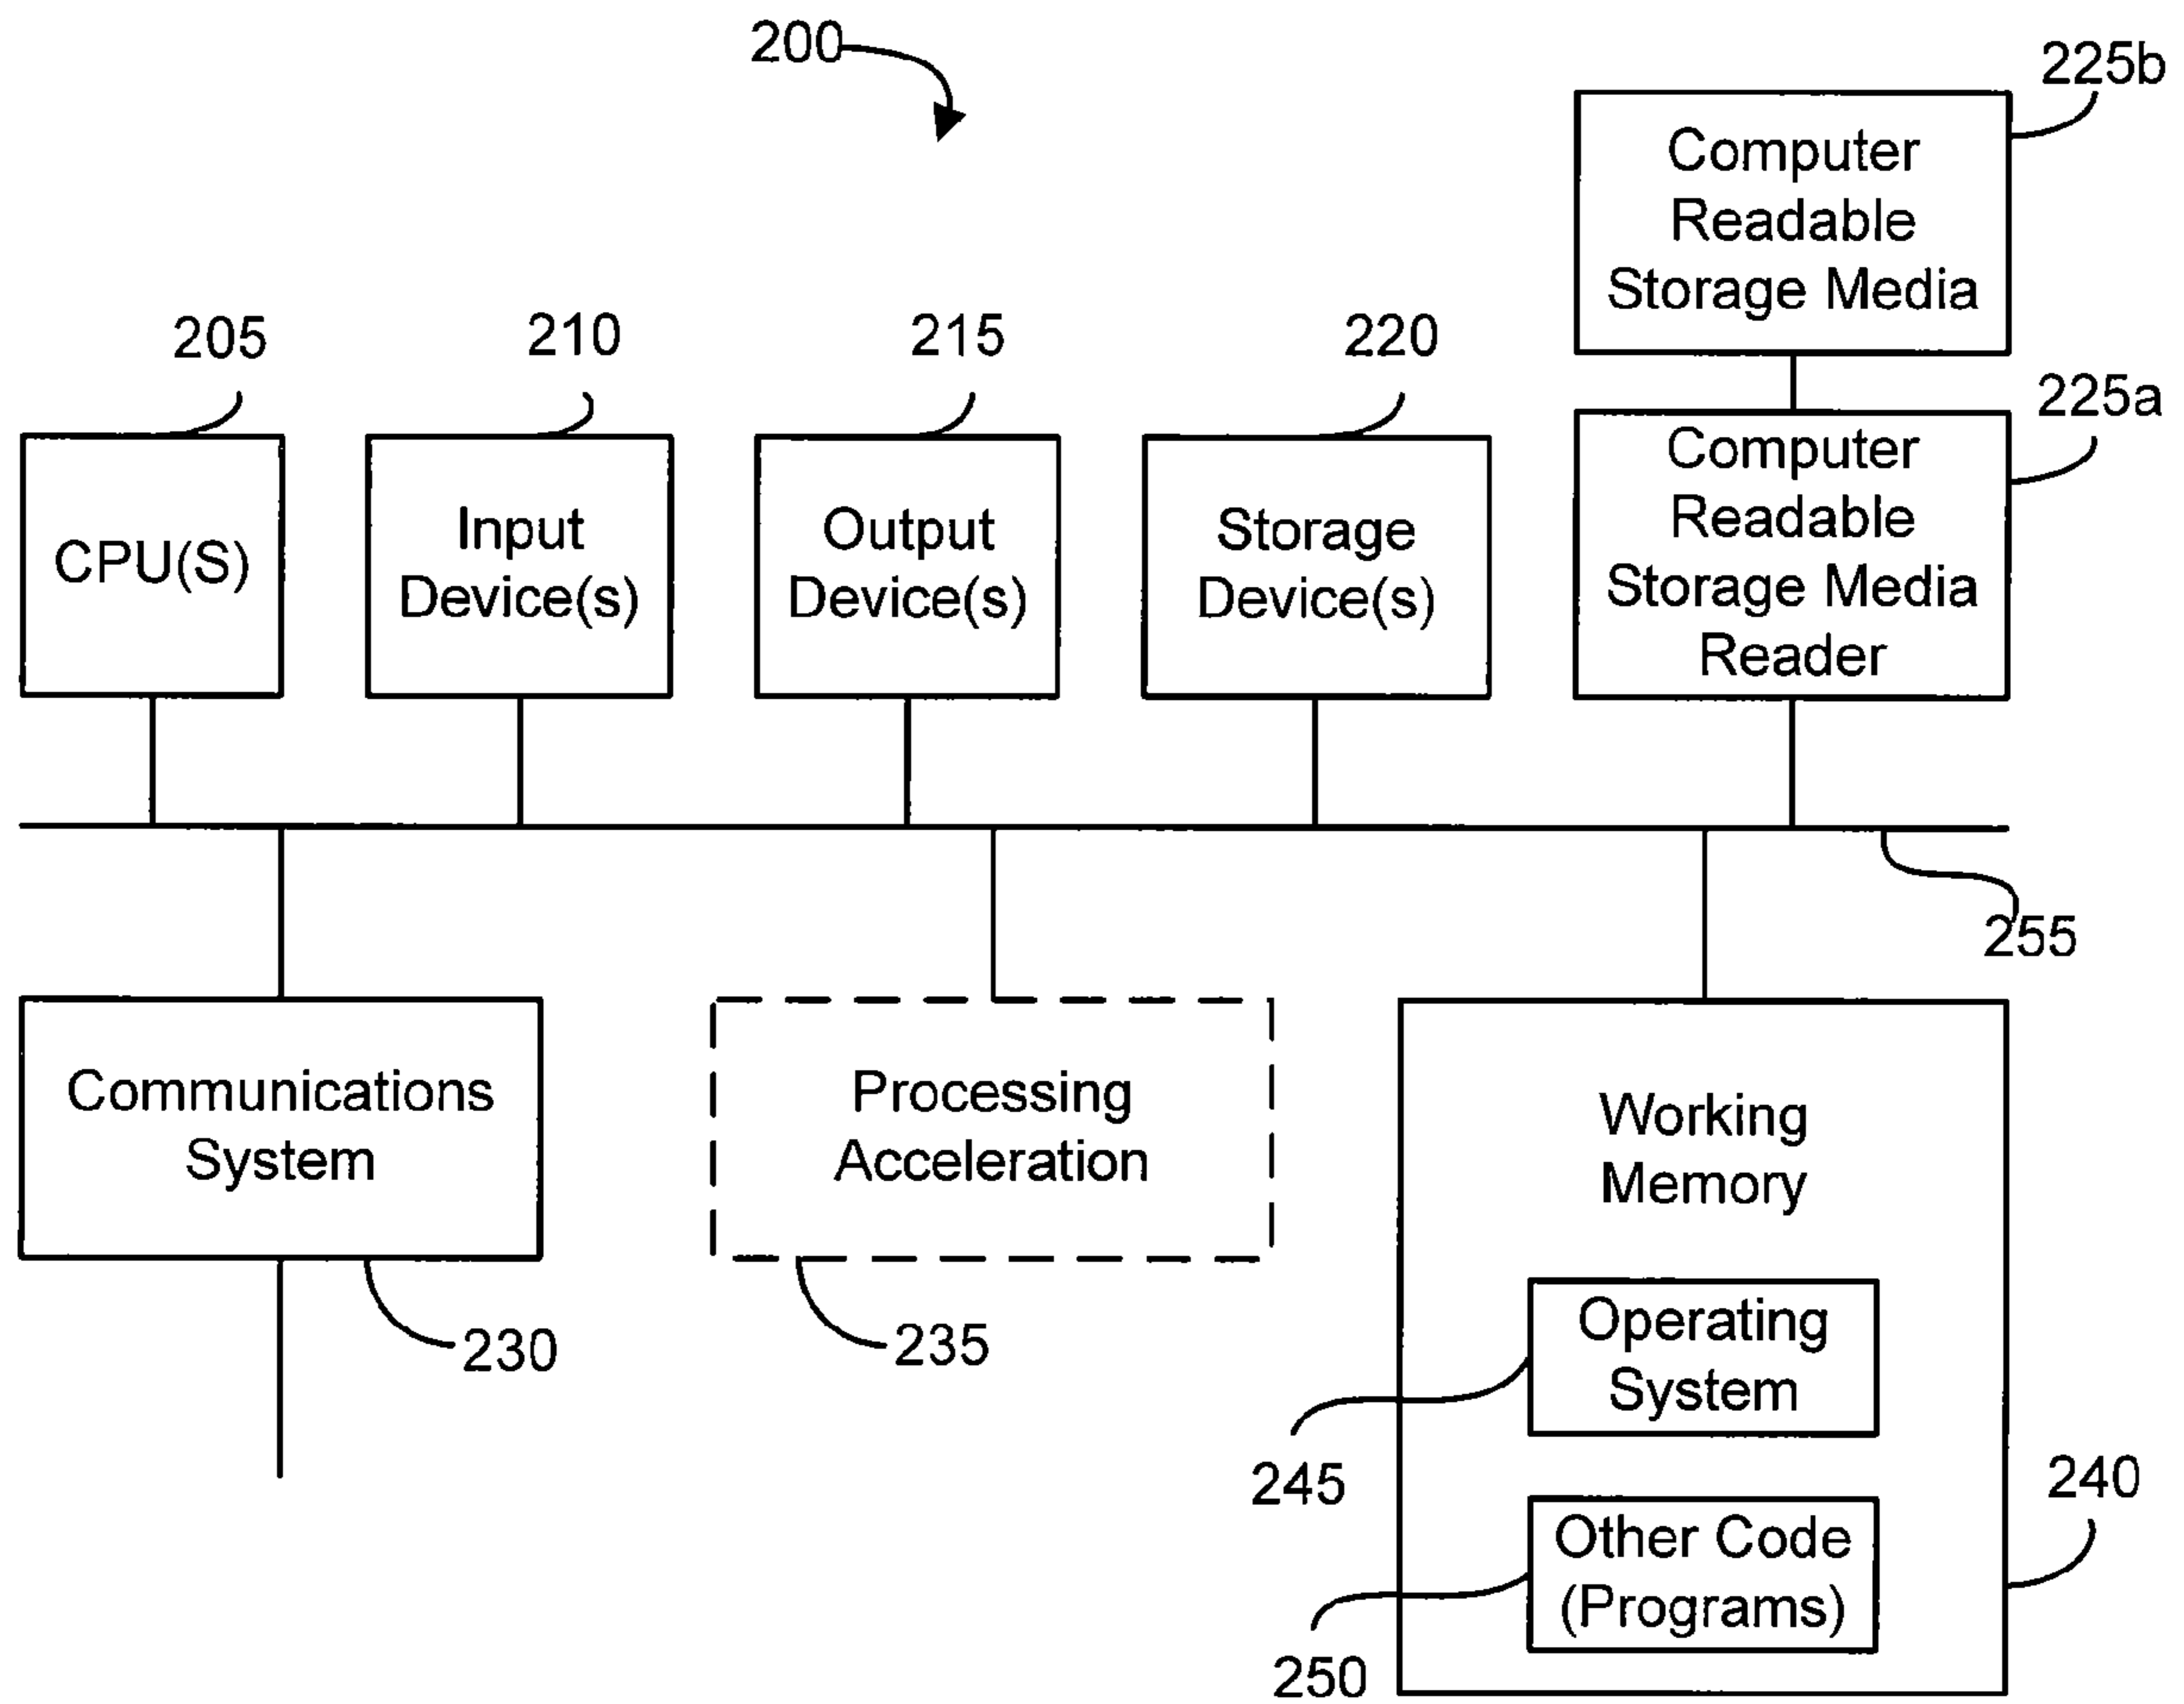 200
225b
Computer
Readable
Storage Media
205
210
215
220
225a
CPU(S)
Input
Device(s)
Output
Device(s)
Storage
Device(s)
Computer
Readable
Storage Media
Reader
255
Communications
System
Processing
Acceleration
Working
Memory
230
235
Operating
System
245
240
Other Code
(Programs)
250